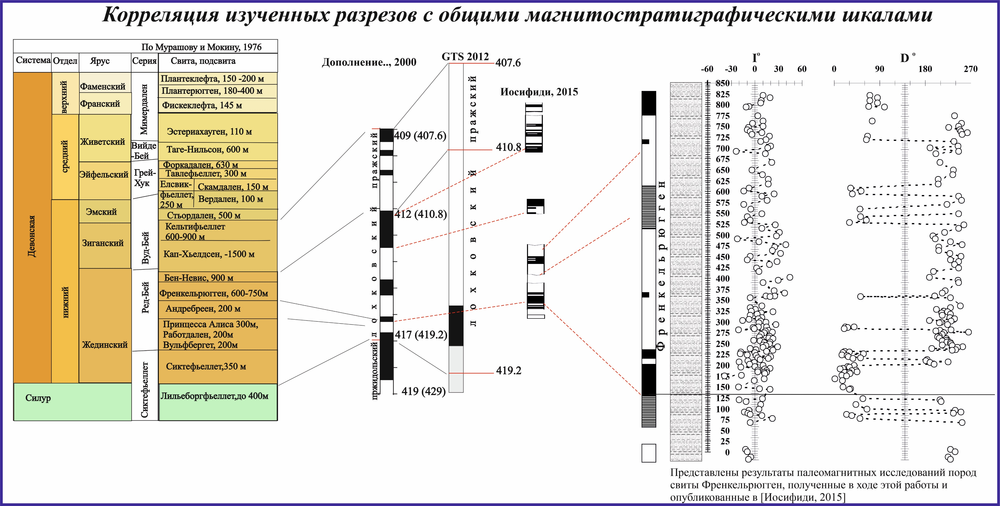 Корреляция изученных разрезов с общими магнитостратиграфическими шкалами
По Мурашову и Мокину, 1976
Система
Отдел
Ярус
Серия
Свита, подсвита
Девонская
Силур
верхний
средний
нижний
Фаменский
Франский
Живетский
Эйфельский
Эмский
Зиганский
Жединский
Мимердален
Вийде
-Бей
Грей-
Хук
Вуд-Бей
Ред-Бей
Сиктефьеллет
Плантеклефта, 150 -200 м
Плантерюгген, 180-400 м
Фискеклефта, 145 м
Эстериахауген, 110 м
Таге-Нильсон, 600 м
Форкадален, 630 м
Тавлефьеллет, 300 м
Елсвик-
фьеллет,
250 м
Скамдален, 150 м
Вердален, 100 м
Стьордален, 500 м
Кельтифьеллет
600-900 м
Кап-Хьелдсен, -1500 м
Бен-Невис, 900 м
Френкельрюгген, 600-750м
Андребреен, 200 м
Принцесса Алиса 300м,
Работдален, 200м
Вульфбергет, 200м
Сиктефьеллет,350 м
Лильеборгфьеллет,до 400м
Дополнение.., 2000
пражский
лохковский
пржидольский
409 (407.6)
412 (410.8)
417 (419.2)
419 (429)
GTS 2012
407.6
410.8
419.2
пражский
лохковский
Иосифиди, 2015
Френкельрюгген
I°
-60 -30 0 30 60
D °
0 90 180 270
850
825
800
775
750
725
700
675
650
625
600
575
550
525
500
475
450
425
400
375
350
325
300
275
250
225
200
175
150
125
100
75
50
25
0
Представлены результаты палеомагнитных исследований пород
свиты Френкельрюгген, полученные в ходе этой работы и
опубликованные в [Иосифиди, 2015]